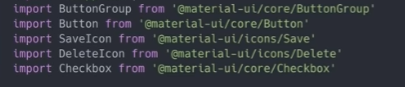 import ButtonGroup from '@material-ui/core/ButtonGroup'
import Button from '@material-ui/core/Button'
import SaveIcon from '@material-ui/icons/Save'
import DeleteIcon from '@material-ui/icons/Delete'
import Checkbox from '@material-ui/core/Checkbox'